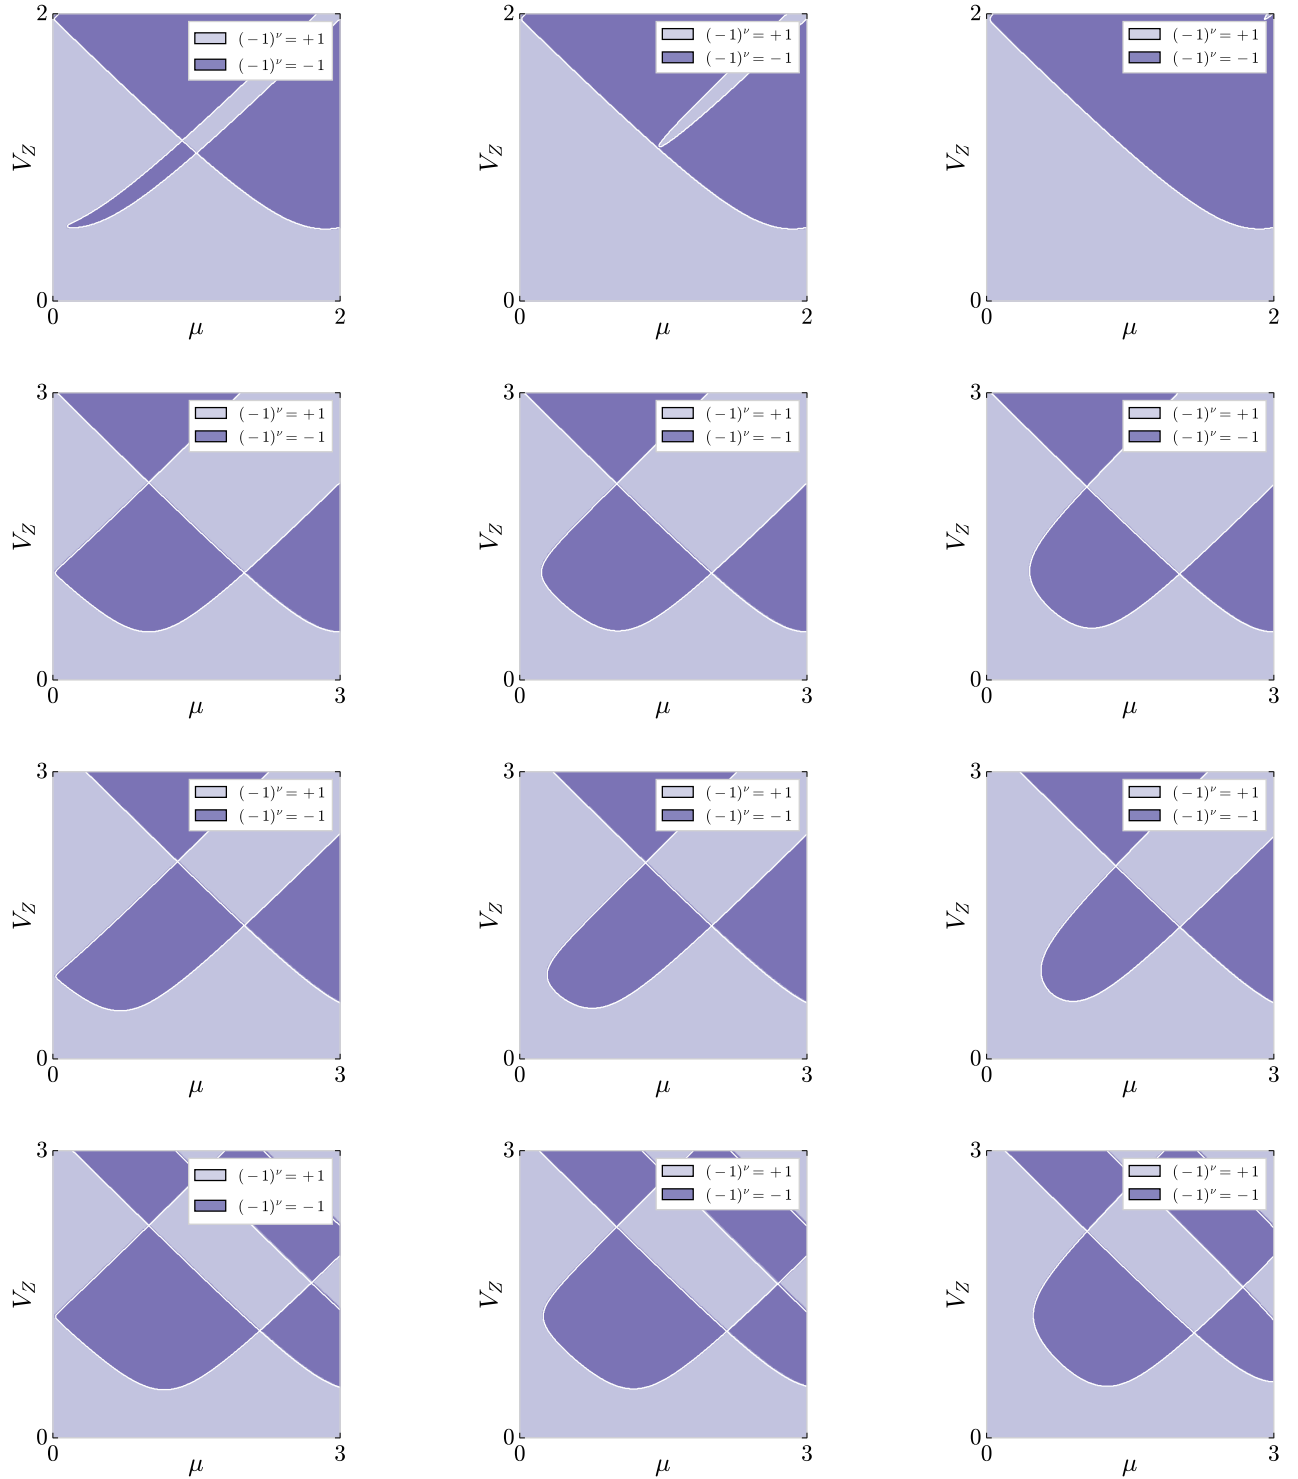 2
(−1)^ν = +1
(−1)^ν = −1
V_Z
0
0
μ
2
2
(−1)^ν = +1
(−1)^ν = −1
V_Z
0
0
μ
2
2
(−1)^ν = +1
(−1)^ν = −1
V_Z
0
0
μ
2
3
(−1)^ν = +1
(−1)^ν = −1
V_Z
0
0
μ
3
3
(−1)^ν = +1
(−1)^ν = −1
V_Z
0
0
μ
3
3
(−1)^ν = +1
(−1)^ν = −1
V_Z
0
0
μ
3
3
(−1)^ν = +1
(−1)^ν = −1
V_Z
0
0
μ
3
3
(−1)^ν = +1
(−1)^ν = −1
V_Z
0
0
μ
3
3
(−1)^ν = +1
(−1)^ν = −1
V_Z
0
0
μ
3
3
(−1)^ν = +1
(−1)^ν = −1
V_Z
0
0
μ
3
3
(−1)^ν = +1
(−1)^ν = −1
V_Z
0
0
μ
3
3
(−1)^ν = +1
(−1)^ν = −1
V_Z
0
0
μ
3